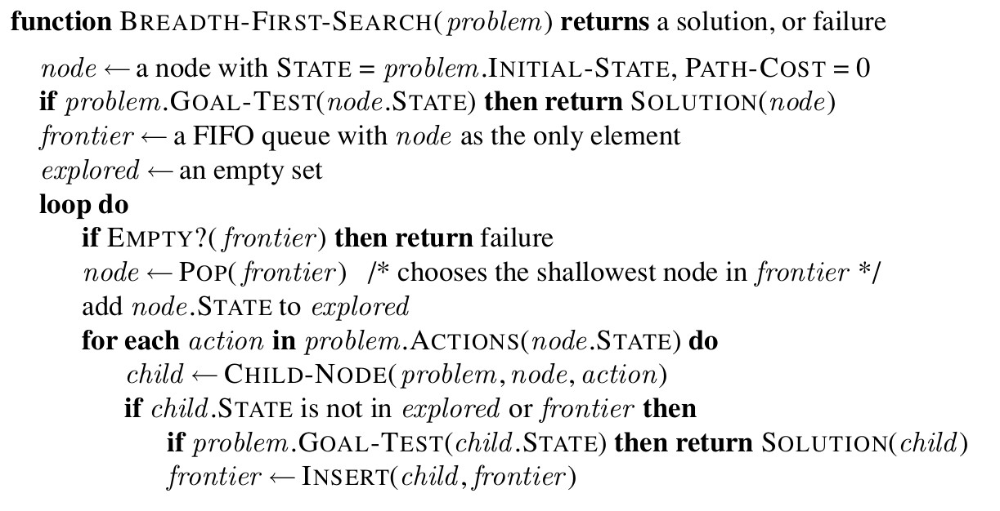 function BREADTH-FIRST-SEARCH(problem) returns a solution, or failure
node ← a node with STATE = problem.INITIAL-STATE, PATH-COST = 0
if problem.GOAL-TEST(node.STATE) then return SOLUTION(node)
frontier ← a FIFO queue with node as the only element
explored ← an empty set
loop do
if EMPTY?(frontier) then return failure
node ← POP(frontier) /* chooses the shallowest node in frontier */
add node.STATE to explored
for each action in problem.ACTIONS(node.STATE) do
child ← CHILD-NODE(problem, node, action)
if child.STATE is not in explored or frontier then
if problem.GOAL-TEST(child.STATE) then return SOLUTION(child)
frontier ← INSERT(child, frontier)